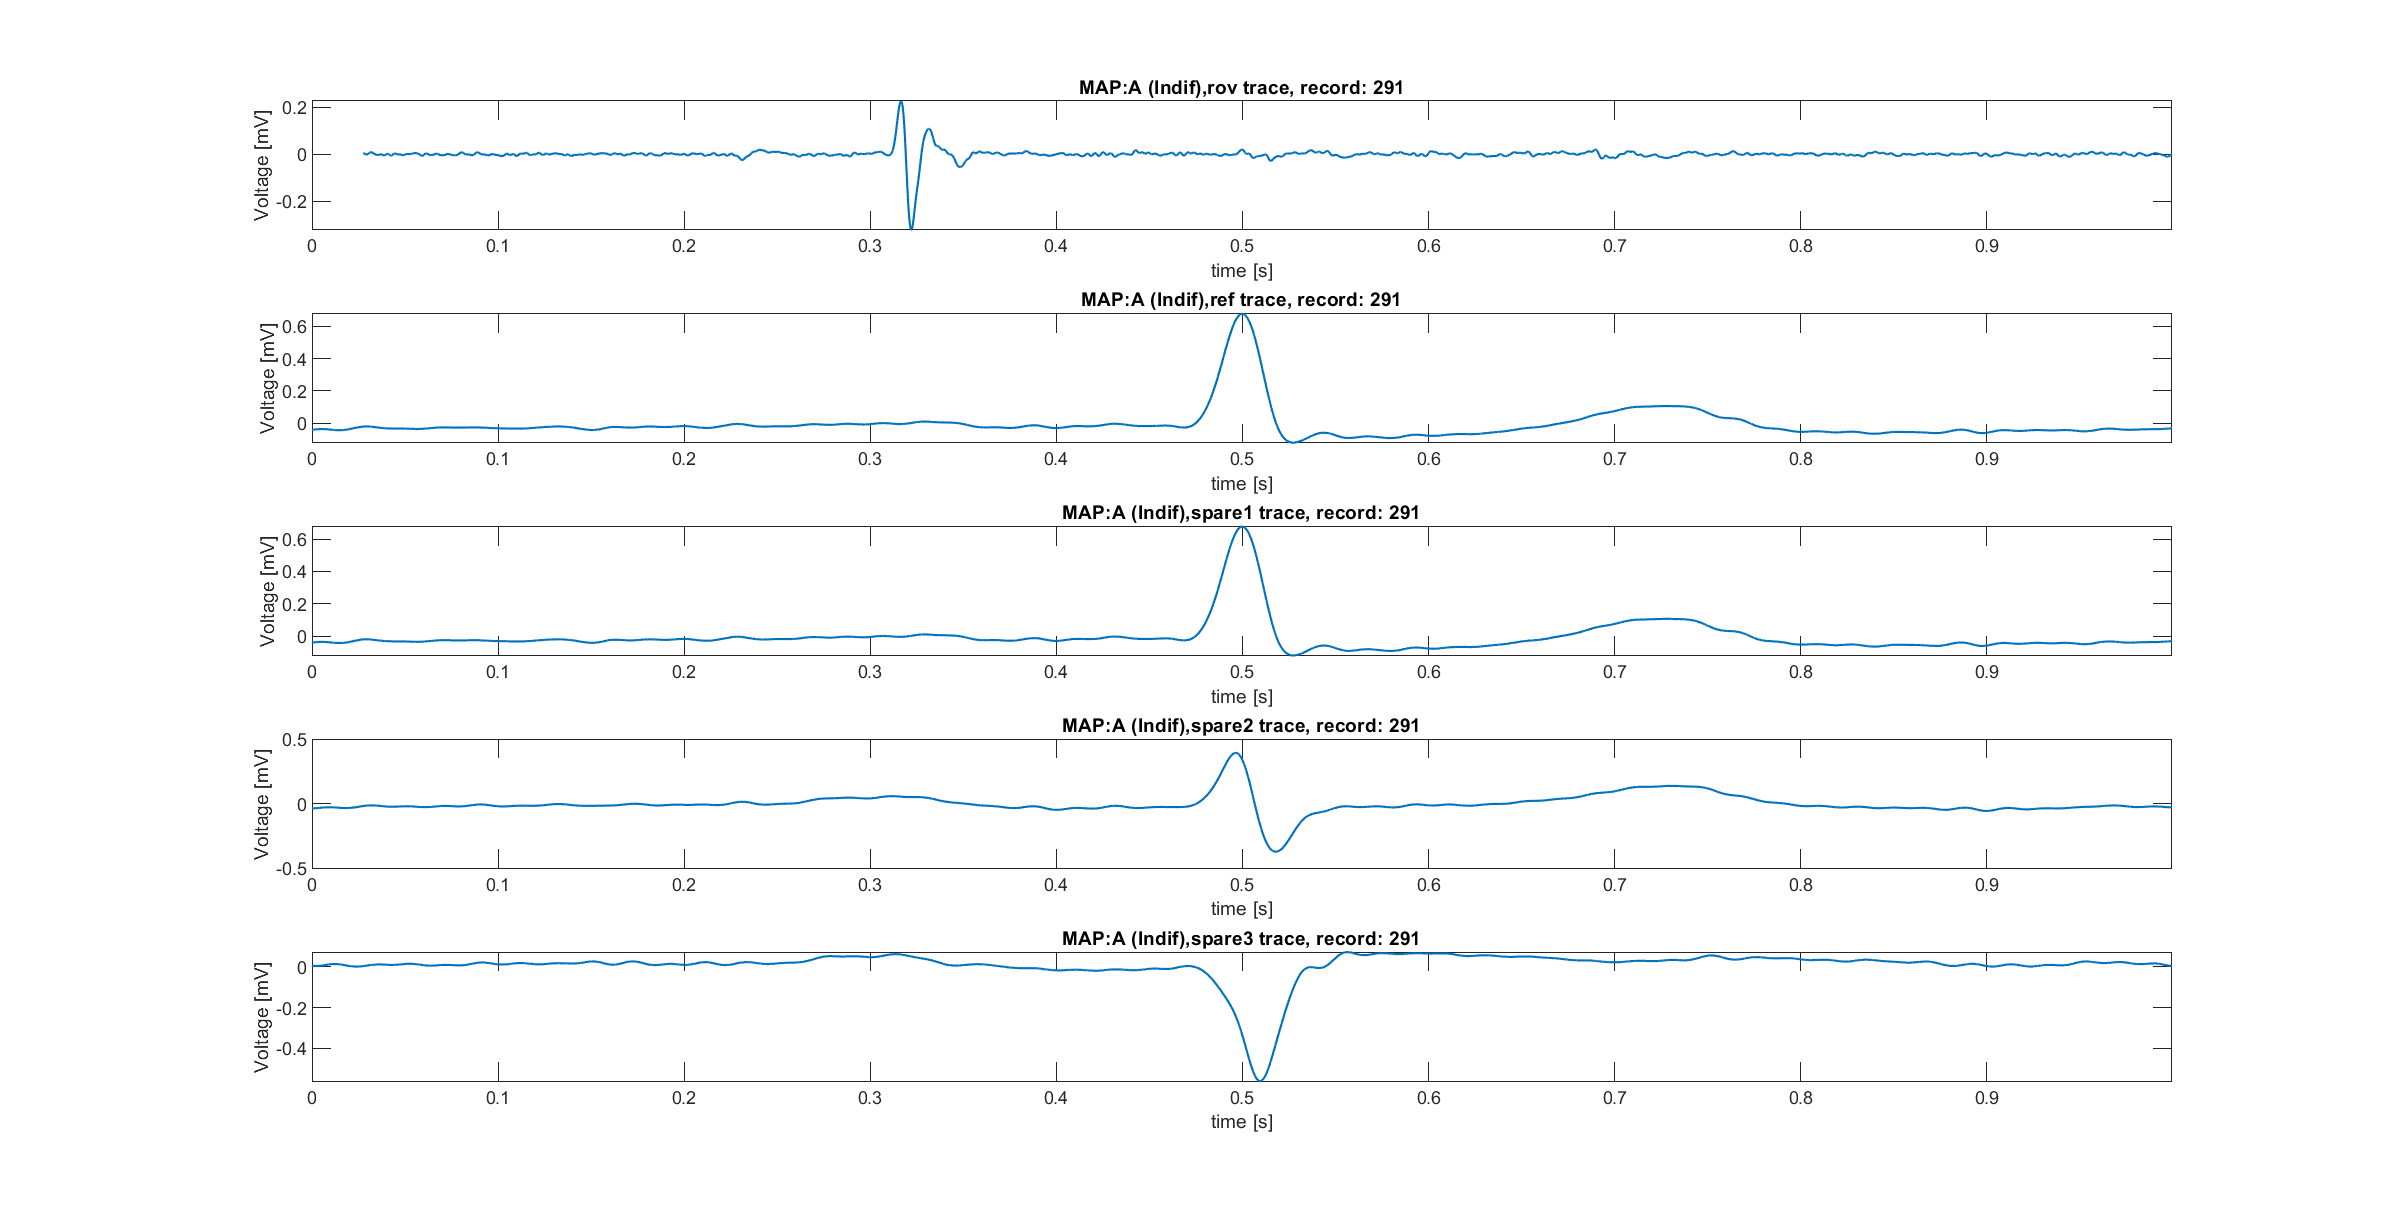 MAP:A (Indif),rov trace, record: 291
Voltage [mV]
0.2
0
-0.2
0 0.1 0.2 0.3 0.4 0.5 0.6 0.7 0.8 0.9
time [s]
MAP:A (Indif),ref trace, record: 291
Voltage [mV]
0.6
0.4
0.2
0
0 0.1 0.2 0.3 0.4 0.5 0.6 0.7 0.8 0.9
time [s]
MAP:A (Indif),spare1 trace, record: 291
Voltage [mV]
0.6
0.4
0.2
0
0 0.1 0.2 0.3 0.4 0.5 0.6 0.7 0.8 0.9
time [s]
MAP:A (Indif),spare2 trace, record: 291
Voltage [mV]
0.5
0
-0.5
0 0.1 0.2 0.3 0.4 0.5 0.6 0.7 0.8 0.9
time [s]
MAP:A (Indif),spare3 trace, record: 291
Voltage [mV]
0
-0.2
-0.4
0 0.1 0.2 0.3 0.4 0.5 0.6 0.7 0.8 0.9
time [s]